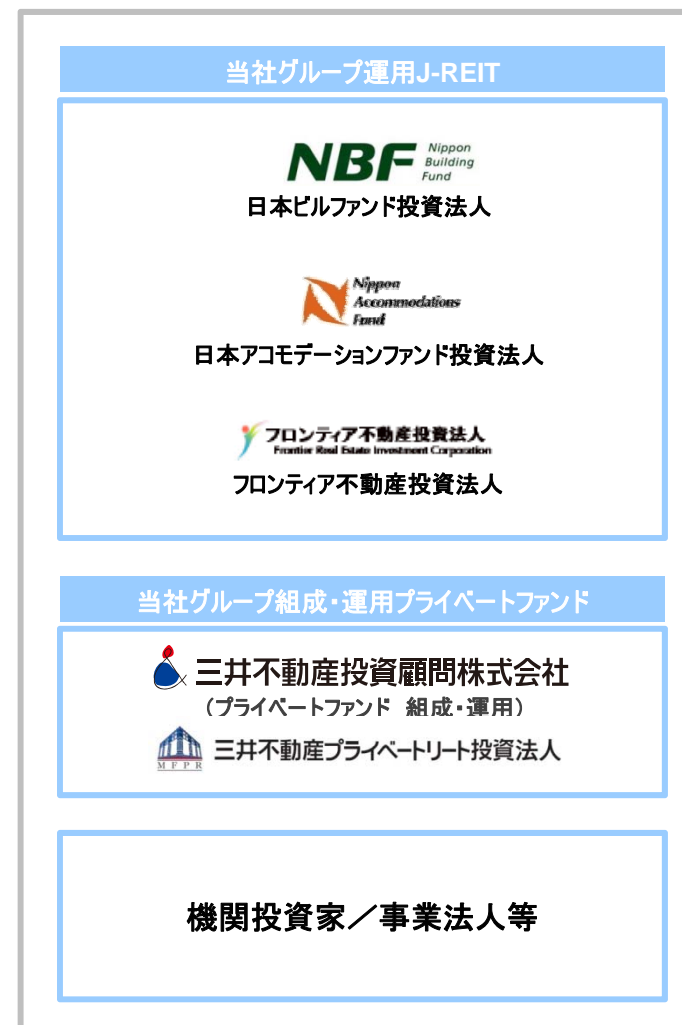 当社グループ運用J-REIT
NBF
Nippon
Building
Fund
日本ビルファンド投資法人
Nippon
Accommodations
Fund
日本アコモデーションファンド投資法人
フロンティア不動産投資法人
Frontier Real Estate Investment Corporation
フロンティア不動産投資法人
当社グループ組成・運用プライベートファンド
三井不動産投資顧問株式会社
（プライベートファンド 組成・運用）
MFPR
三井不動産プライベートリート投資法人
機関投資家／事業法人等